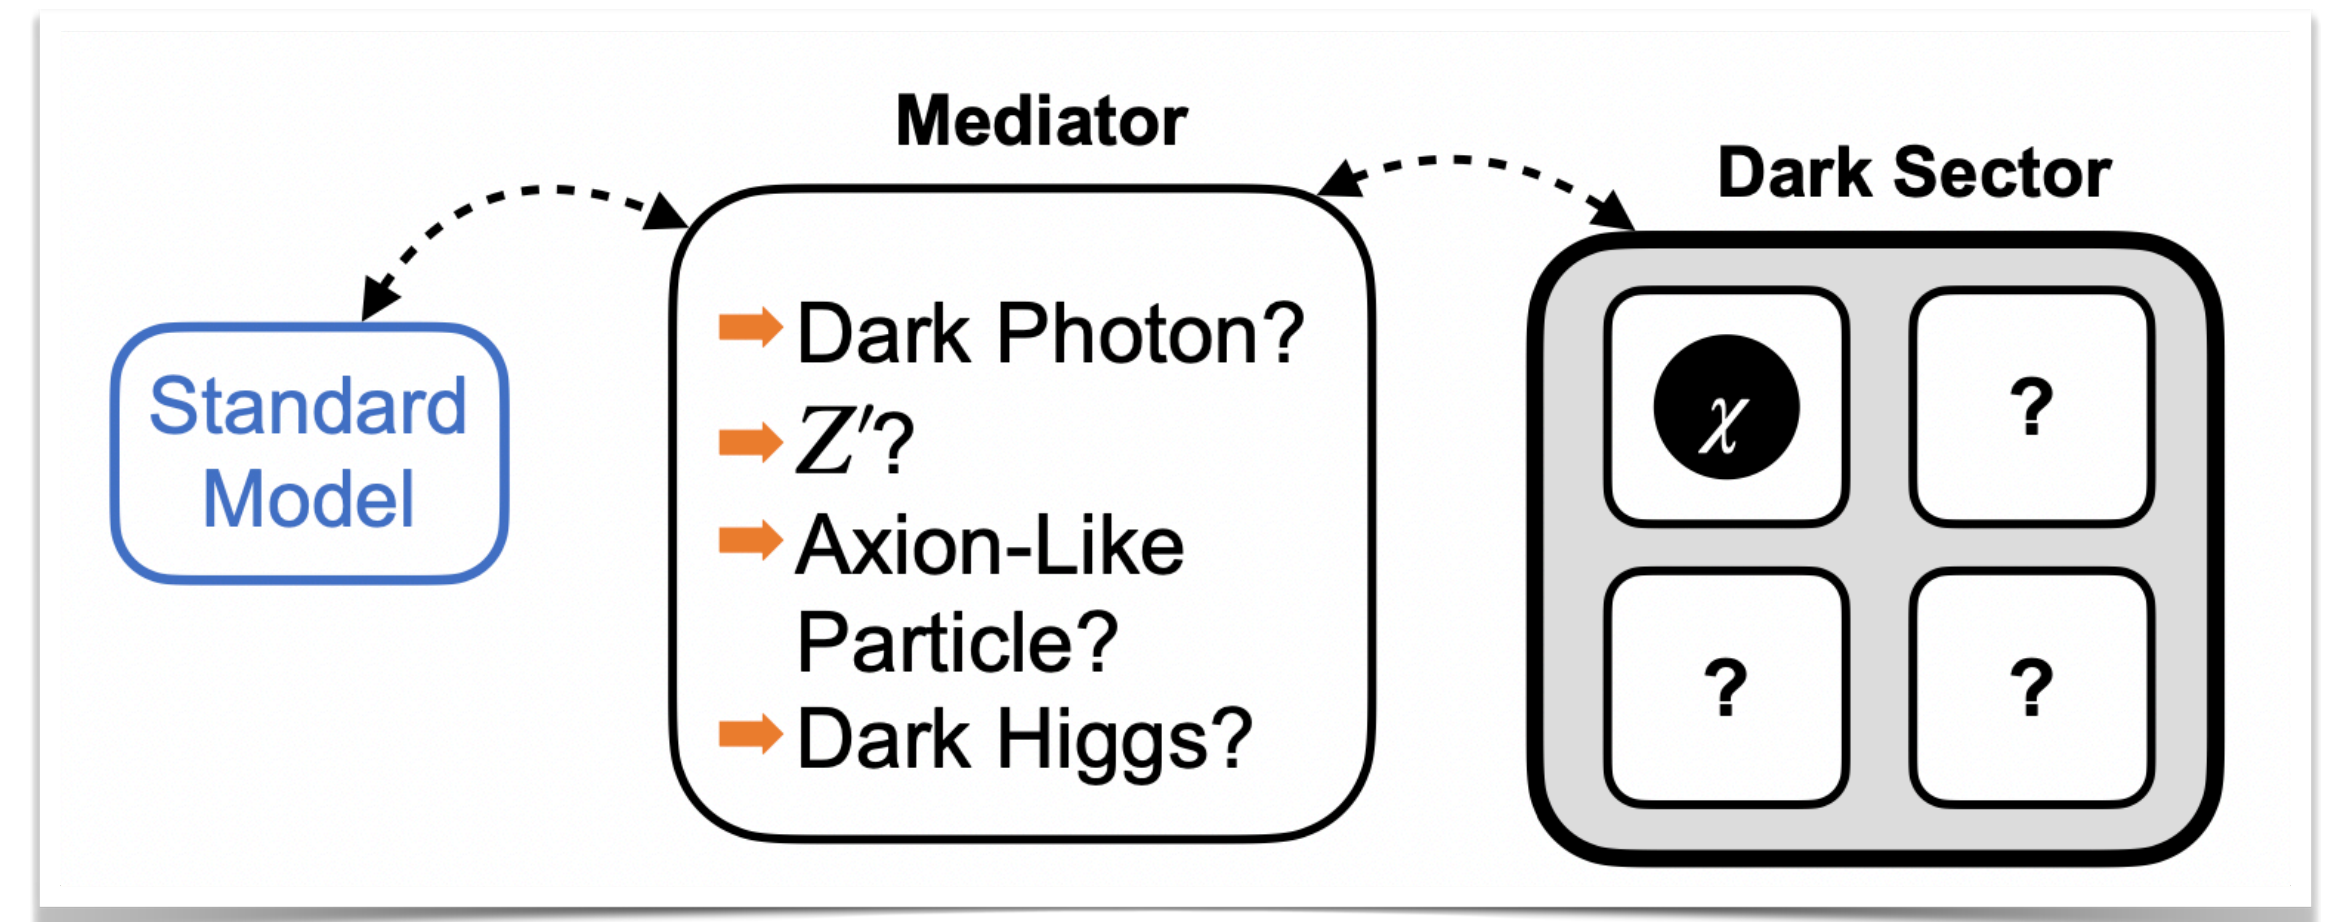 Mediator
Dark Sector
Standard
Model
Dark Photon?
Z′?
Axion-Like
Particle?
Dark Higgs?
χ
?
?
?